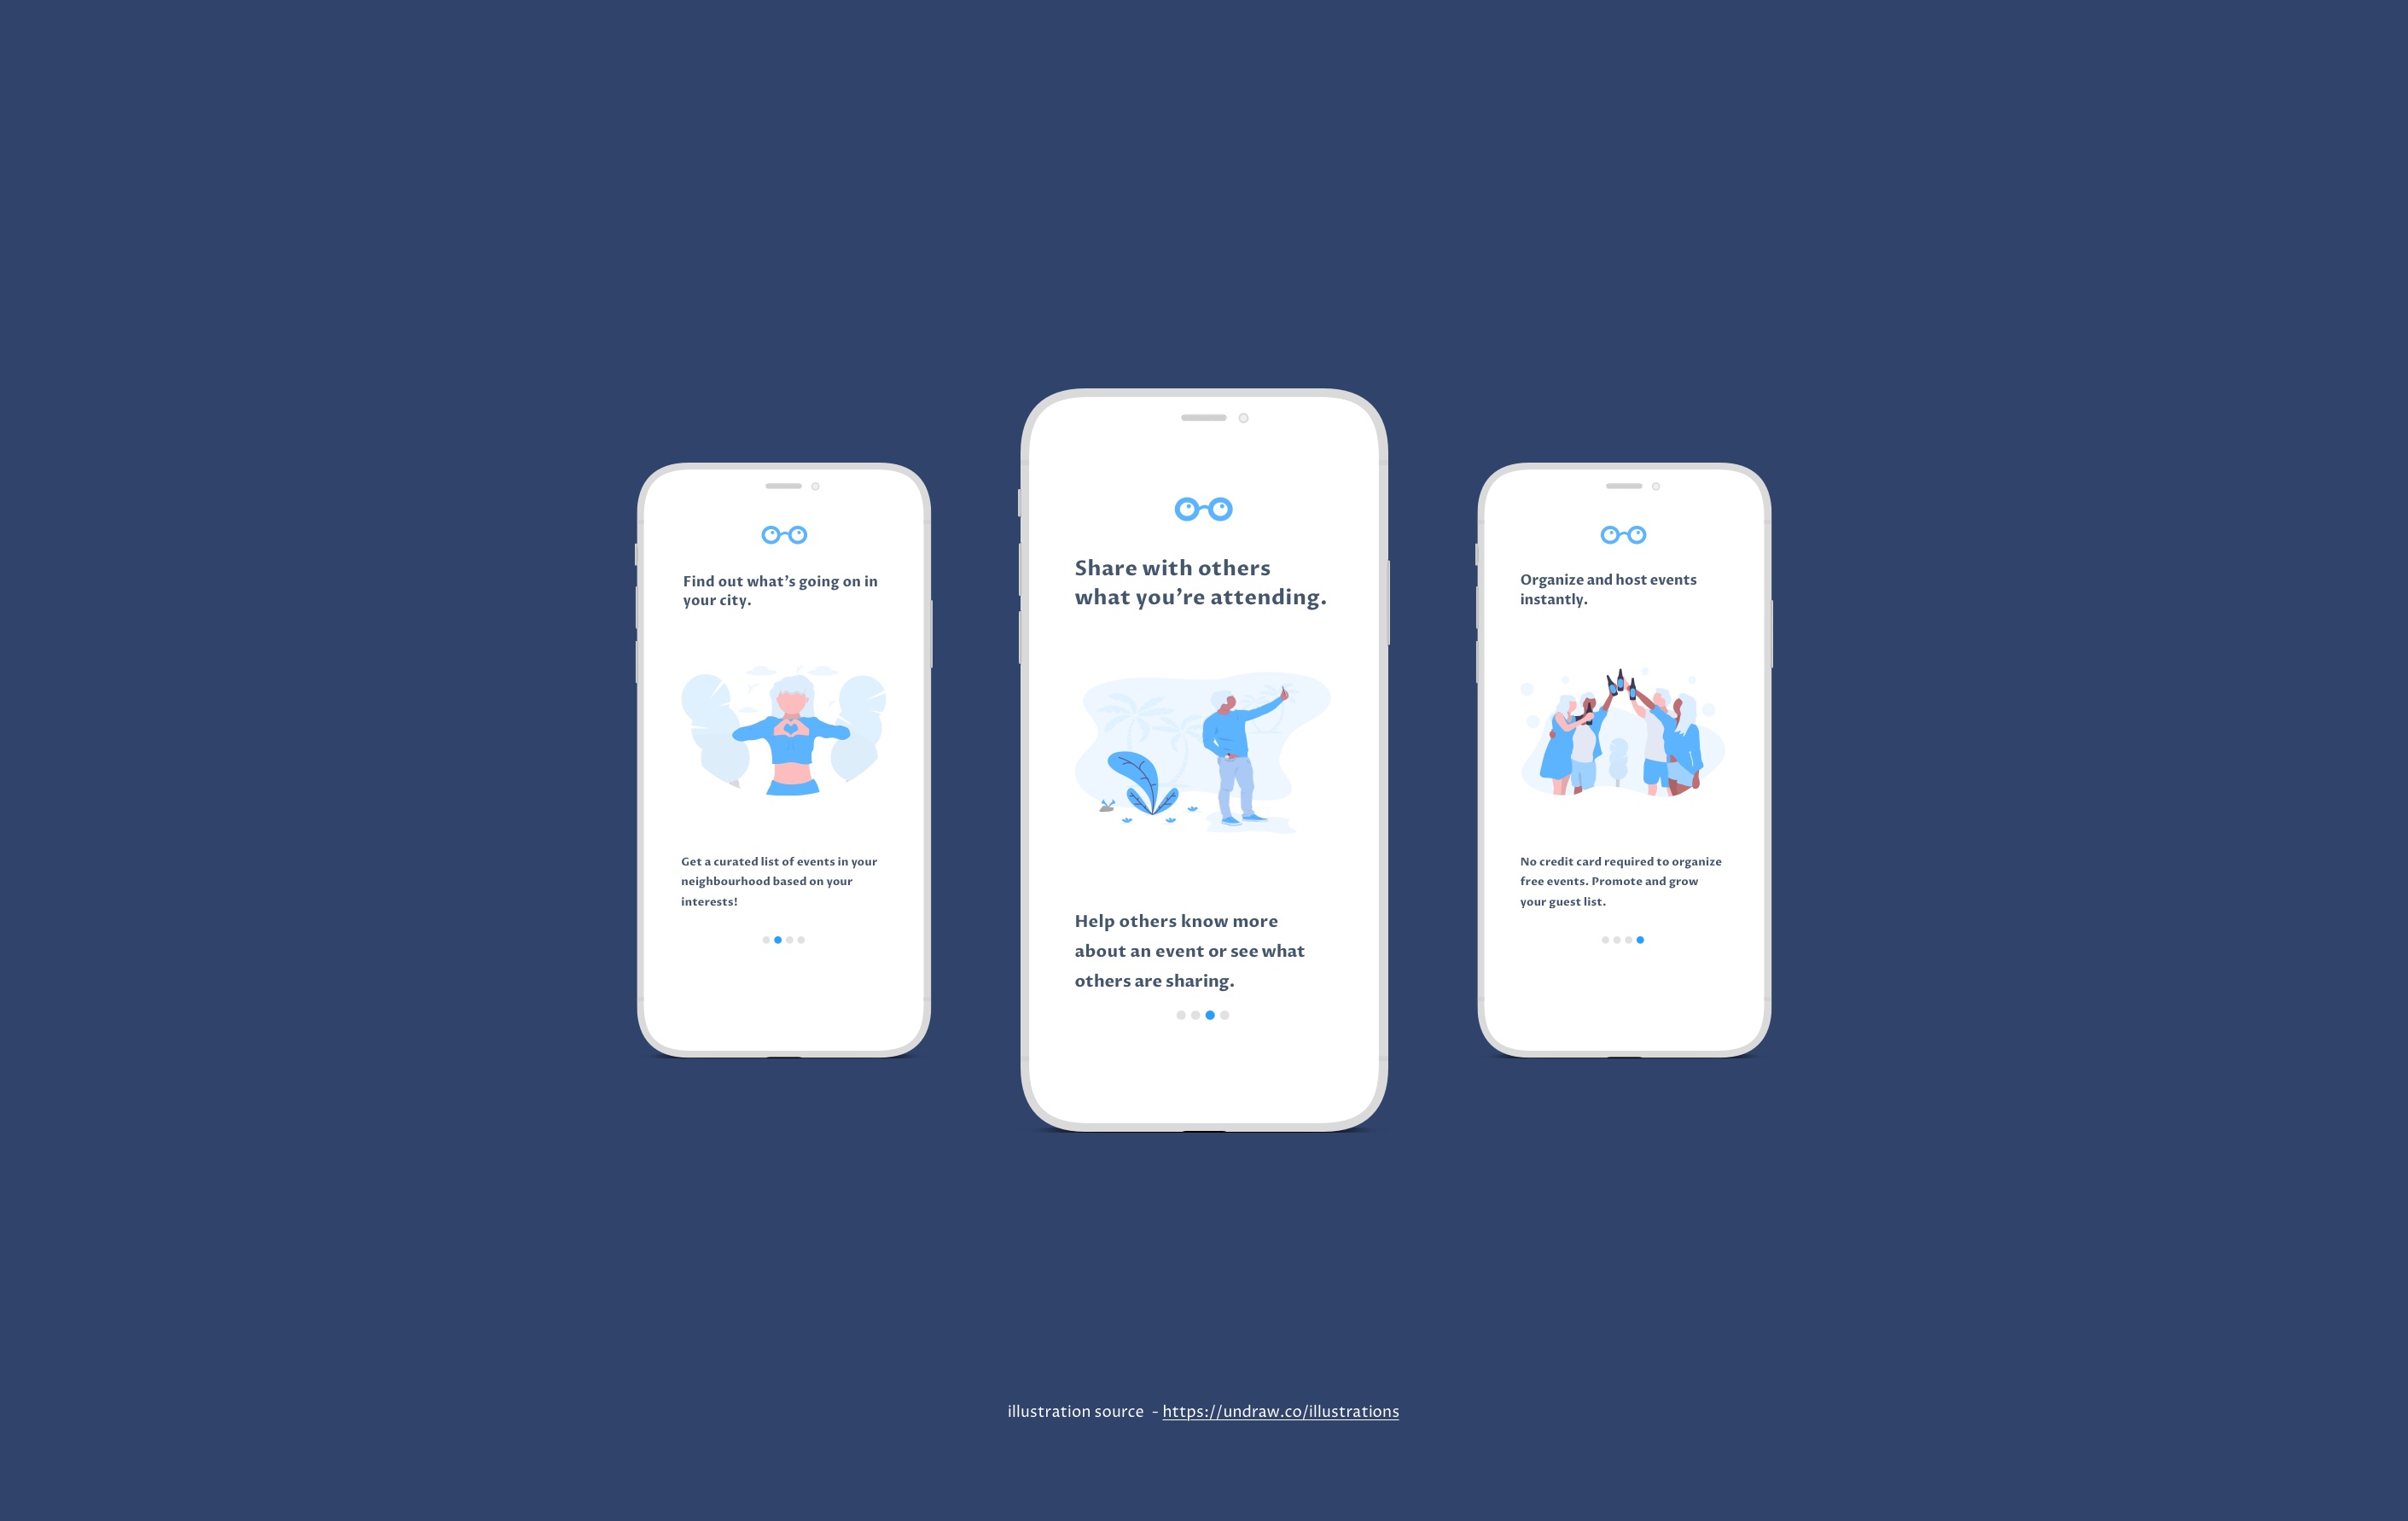 Find out what's going on in
your city.
Get a curated list of events in your
neighbourhood based on your
interests!
Share with others
what you're attending.
Help others know more
about an event or see what
others are sharing.
Organize and host events
instantly.
No credit card required to organize
free events. Promote and grow
your guest list.
illustration source - https://undraw.co/illustrations